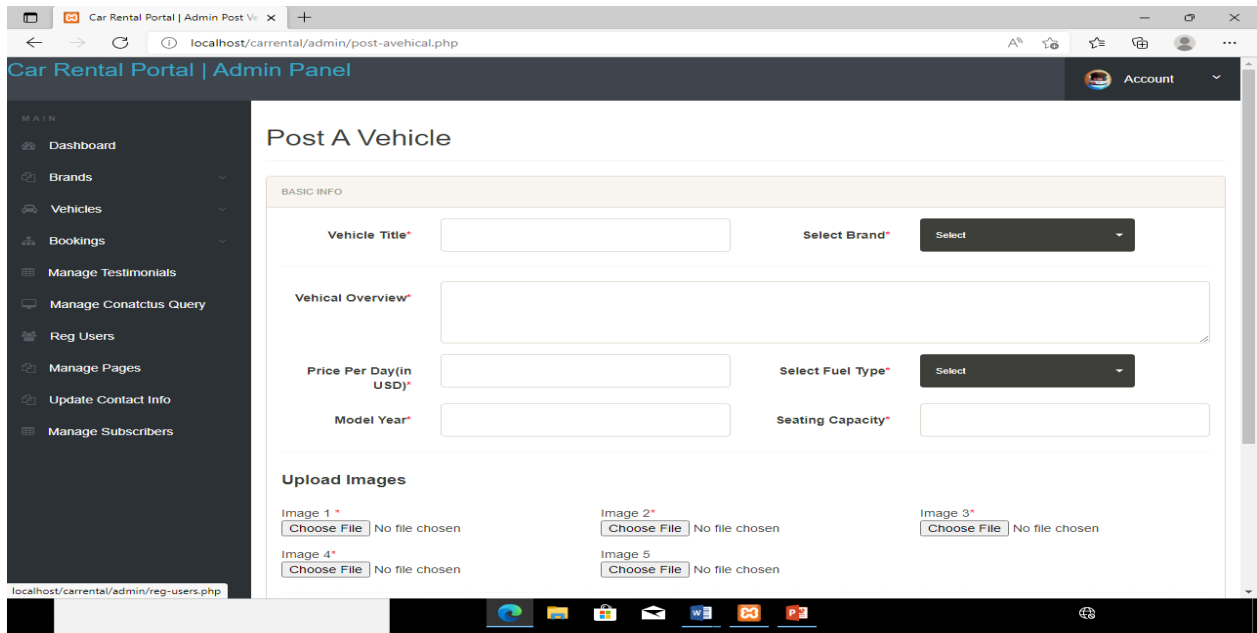 Car Rental Portal | Admin Post Ve
localhost/carrental/admin/post-avehical.php
Car Rental Portal | Admin Panel
Account
MAIN
Dashboard
Brands
Vehicles
Bookings
Manage Testimonials
Manage Conatctus Query
Reg Users
Manage Pages
Update Contact Info
Manage Subscribers
Post A Vehicle
BASIC INFO
Vehicle Title*
Select Brand*
Select
Vehical Overview*
Price Per Day(in
USD)*
Select Fuel Type*
Select
Model Year*
Seating Capacity*
Upload Images
Image 1 *
Choose File No file chosen
Image 2*
Choose File No file chosen
Image 3*
Choose File No file chosen
Image 4*
Choose File No file chosen
Image 5
Choose File No file chosen
localhost/carrental/admin/reg-users.php